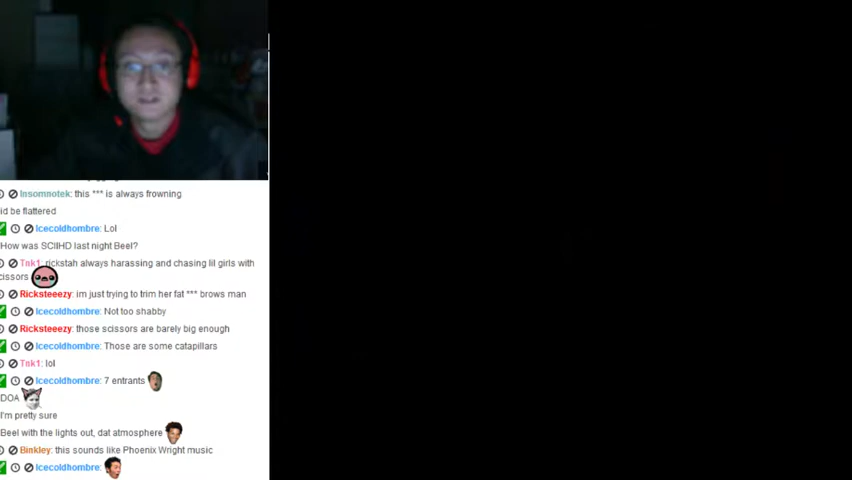 Insomnotek: this *** is always frowning
id be flattered
Icecoldhombre: Lol
How was SCIIHD last night Beel?
Tnk1: rickstah always harassing and chasing lil girls with
cissors
Ricksteeezy: im just trying to trim her fat *** brows man
Icecoldhombre: Not too shabby
Ricksteeezy: those scissors are barely big enough
Icecoldhombre: Those are some catapillars
Tnk1: lol
Icecoldhombre: 7 entrants
DOA
I'm pretty sure
Beel with the lights out, dat atmosphere
Binkley: this sounds like Phoenix Wright music
Icecoldhombre: